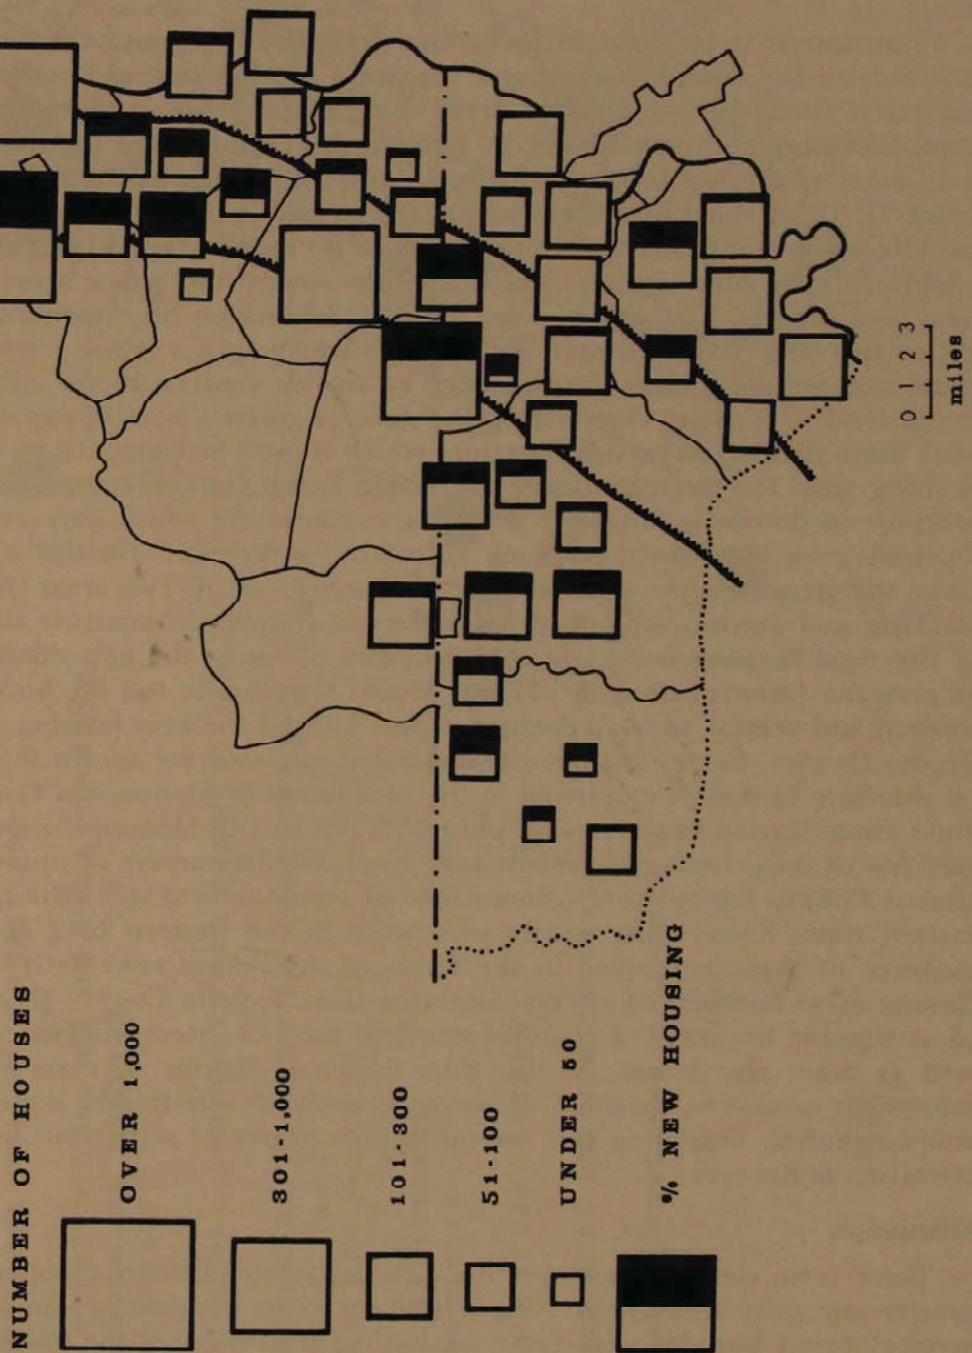 NUMBER OF HOUSES
OVER 1,000
301-1,000
101-300
51-100
UNDER 50
% NEW HOUSING
0 1 2 3
miles